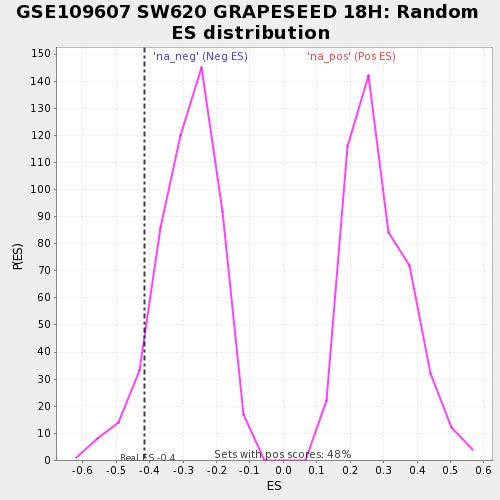 GSE109607 SW620 GRAPESEED 18H: Random
ES distribution
'na_neg' (Neg ES)
'na_pos' (Pos ES)
150
140
130
120
110
100
90
80
70
60
50
40
30
20
10
0
P(ES)
Real ES -0.4
Sets with pos scores: 48%
-0.6 -0.5 -0.4 -0.3 -0.2 -0.1 0.0 0.1 0.2 0.3 0.4 0.5 0.6
ES